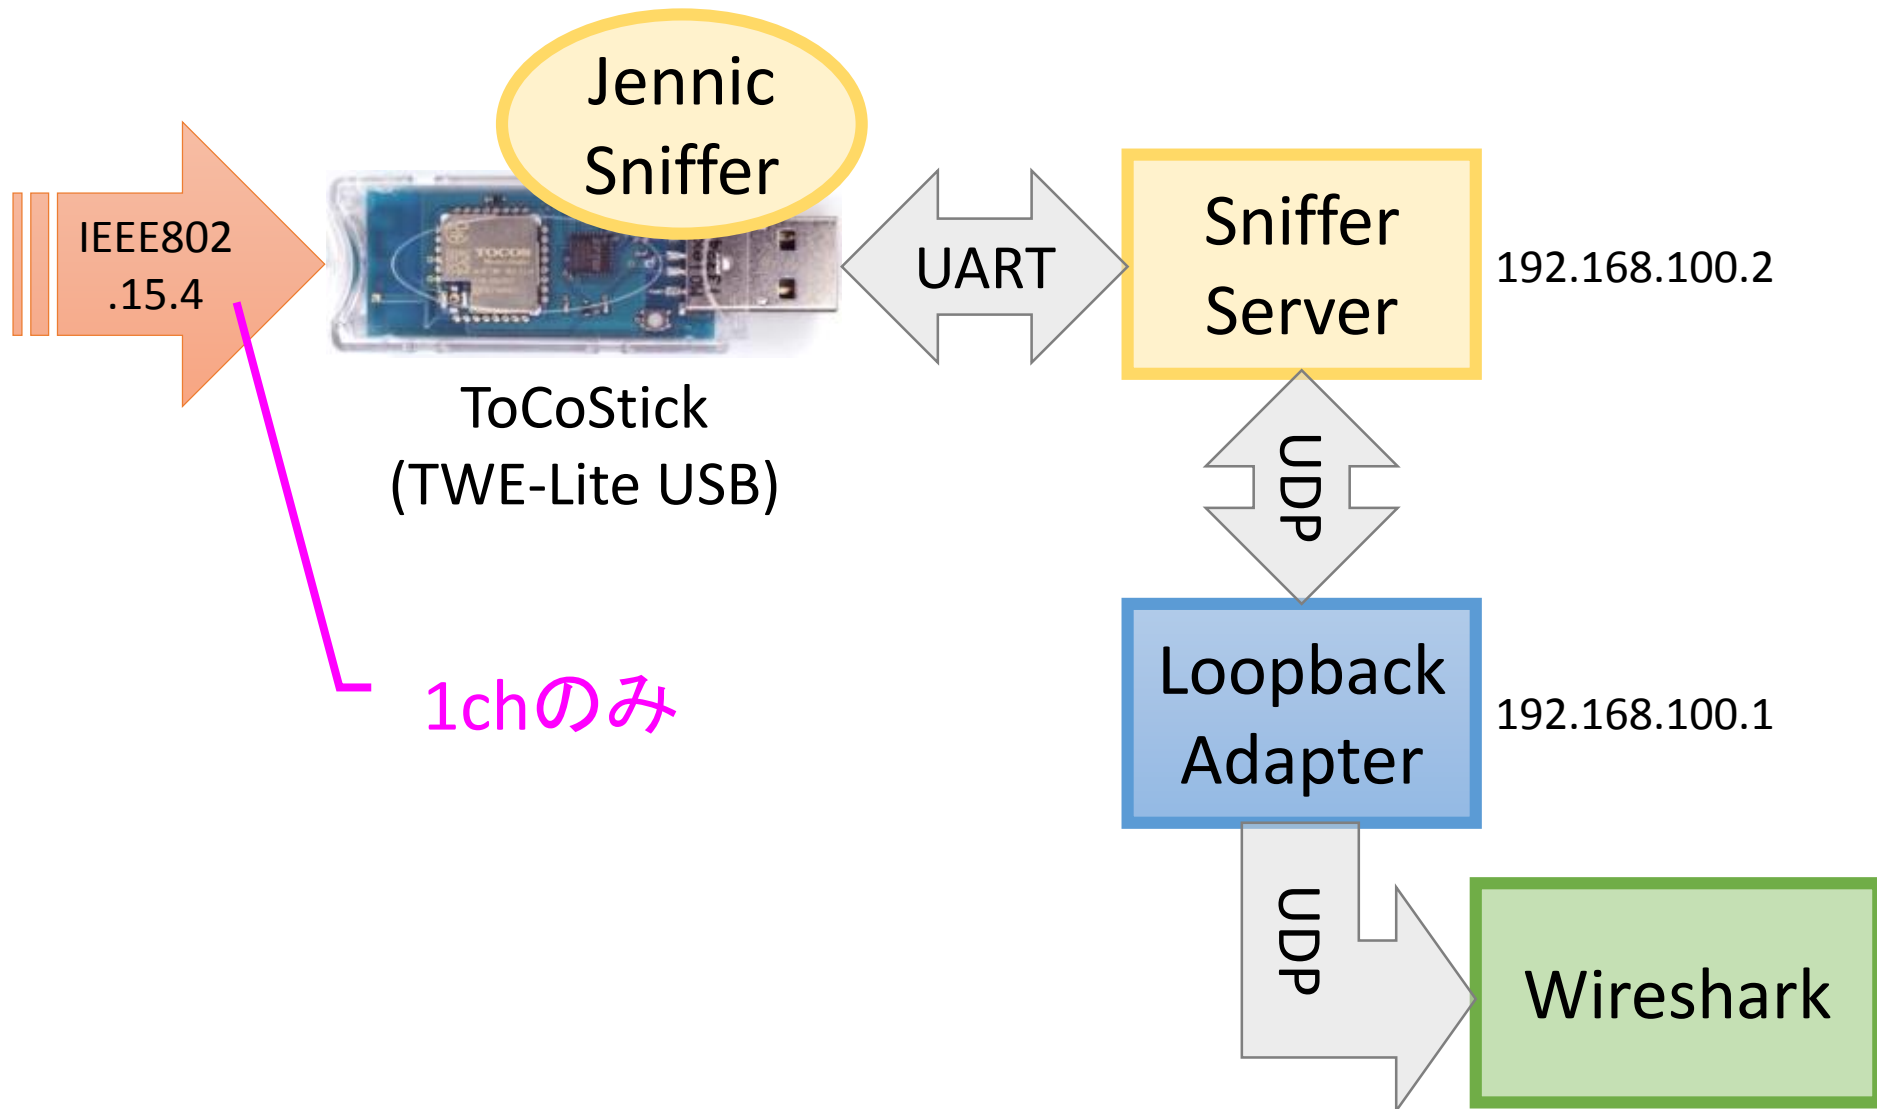 Jennic
Sniffer
IEEE802
.15.4
TOCOS
UART
Sniffer
Server
192.168.100.2
ToCoStick
(TWE-Lite USB)
UDP
1chのみ
Loopback
Adapter
192.168.100.1
UDP
Wireshark